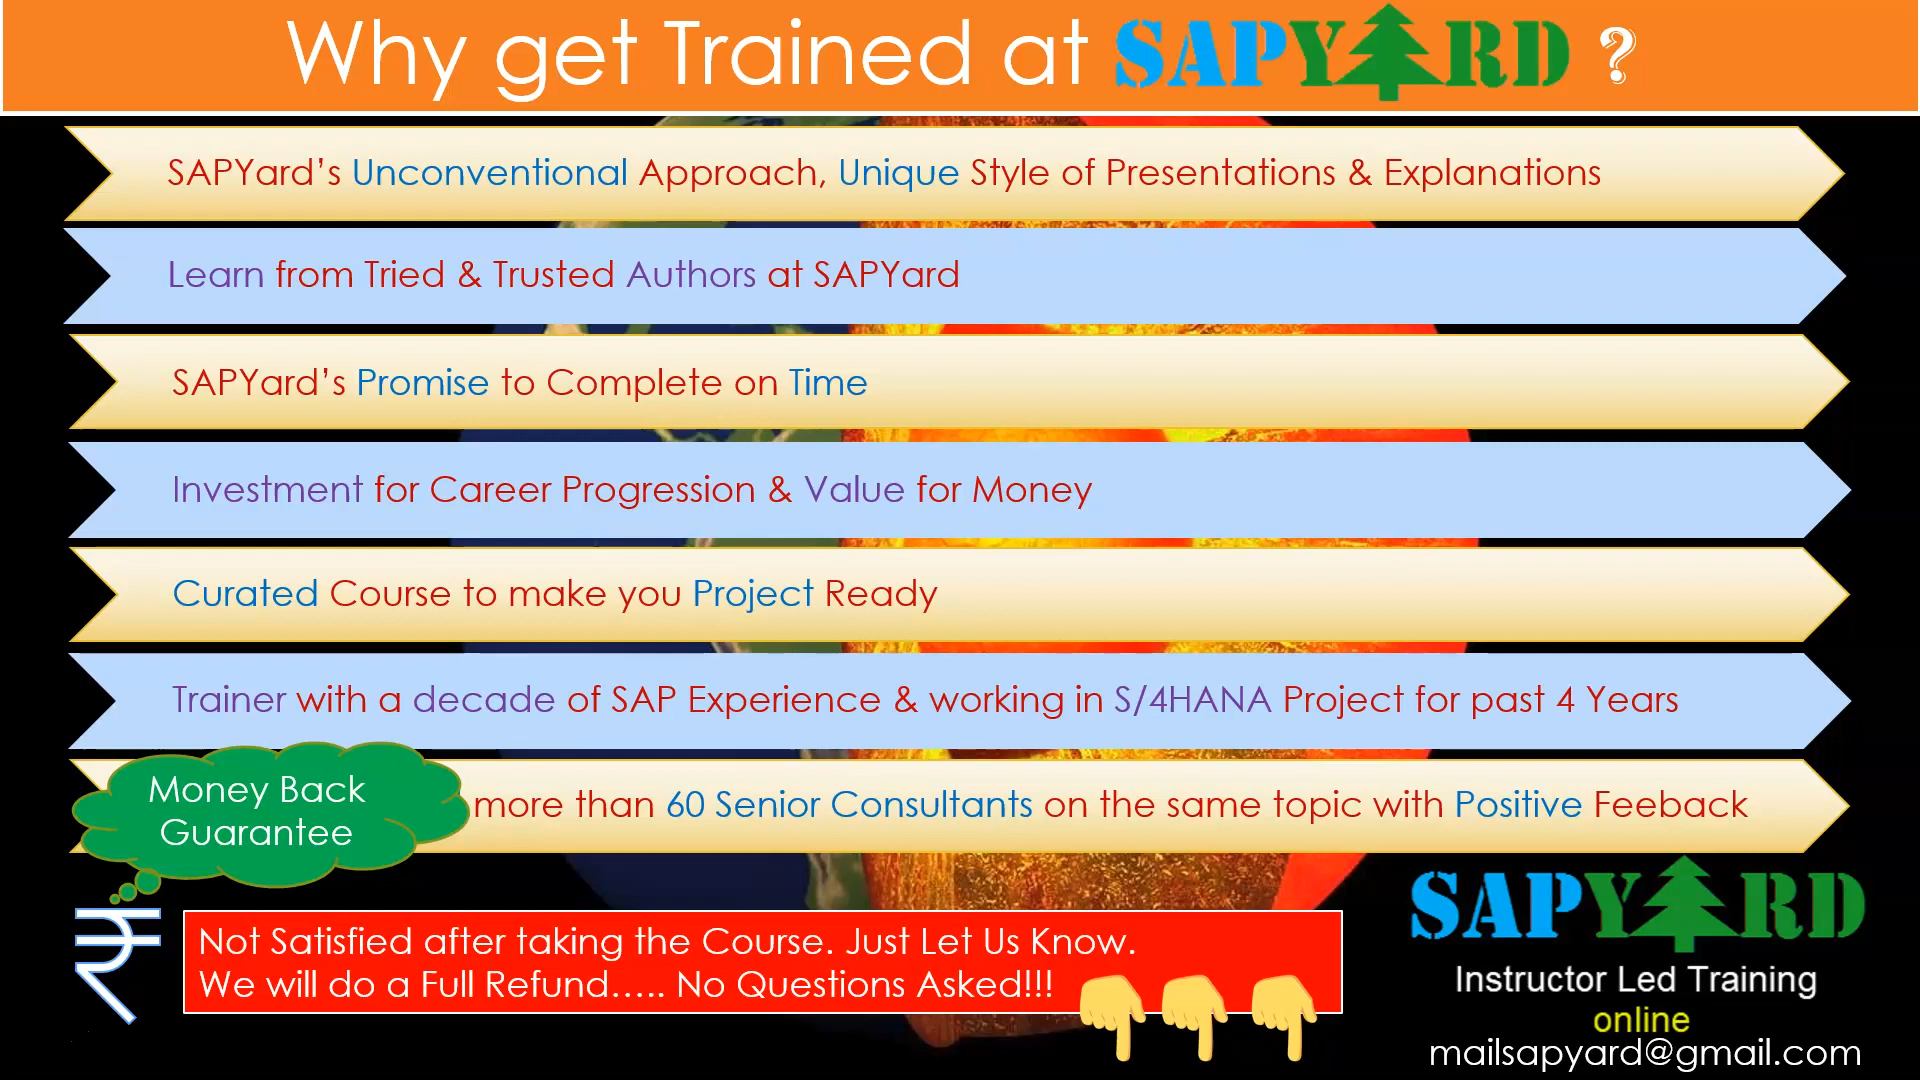 Why get Trained at SAPYARD ?
SAPYard’s Unconventional Approach, Unique Style of Presentations & Explanations
Learn from Tried & Trusted Authors at SAPYard
SAPYard’s Promise to Complete on Time
Investment for Career Progression & Value for Money
Curated Course to make you Project Ready
Trainer with a decade of SAP Experience & working in S/4HANA Project for past 4 Years
Money Back
Guarantee
more than 60 Senior Consultants on the same topic with Positive Feeback
₹
Not Satisfied after taking the Course. Just Let Us Know.
We will do a Full Refund..... No Questions Asked!!!
SAPYARD
Instructor Led Training
online
mailsapyard@gmail.com